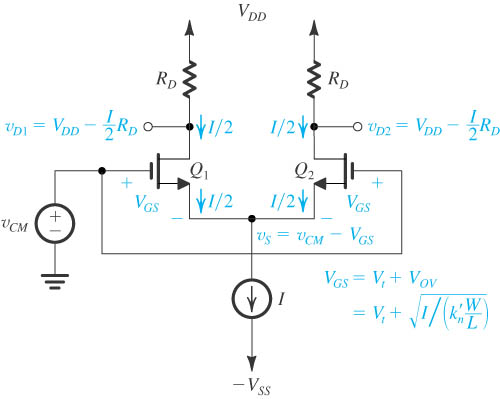 V_DD
R_D R_D
v_D1 = V_DD − I/2 R_D I/2 I/2 v_D2 = V_DD − I/2 R_D
Q_1 Q_2
+ V_GS − I/2 I/2 − V_GS +
v_CM + −
v_S = v_CM − V_GS
I
V_GS = V_t + V_OV
= V_t + √(I/(k′_n W/L))
−V_SS